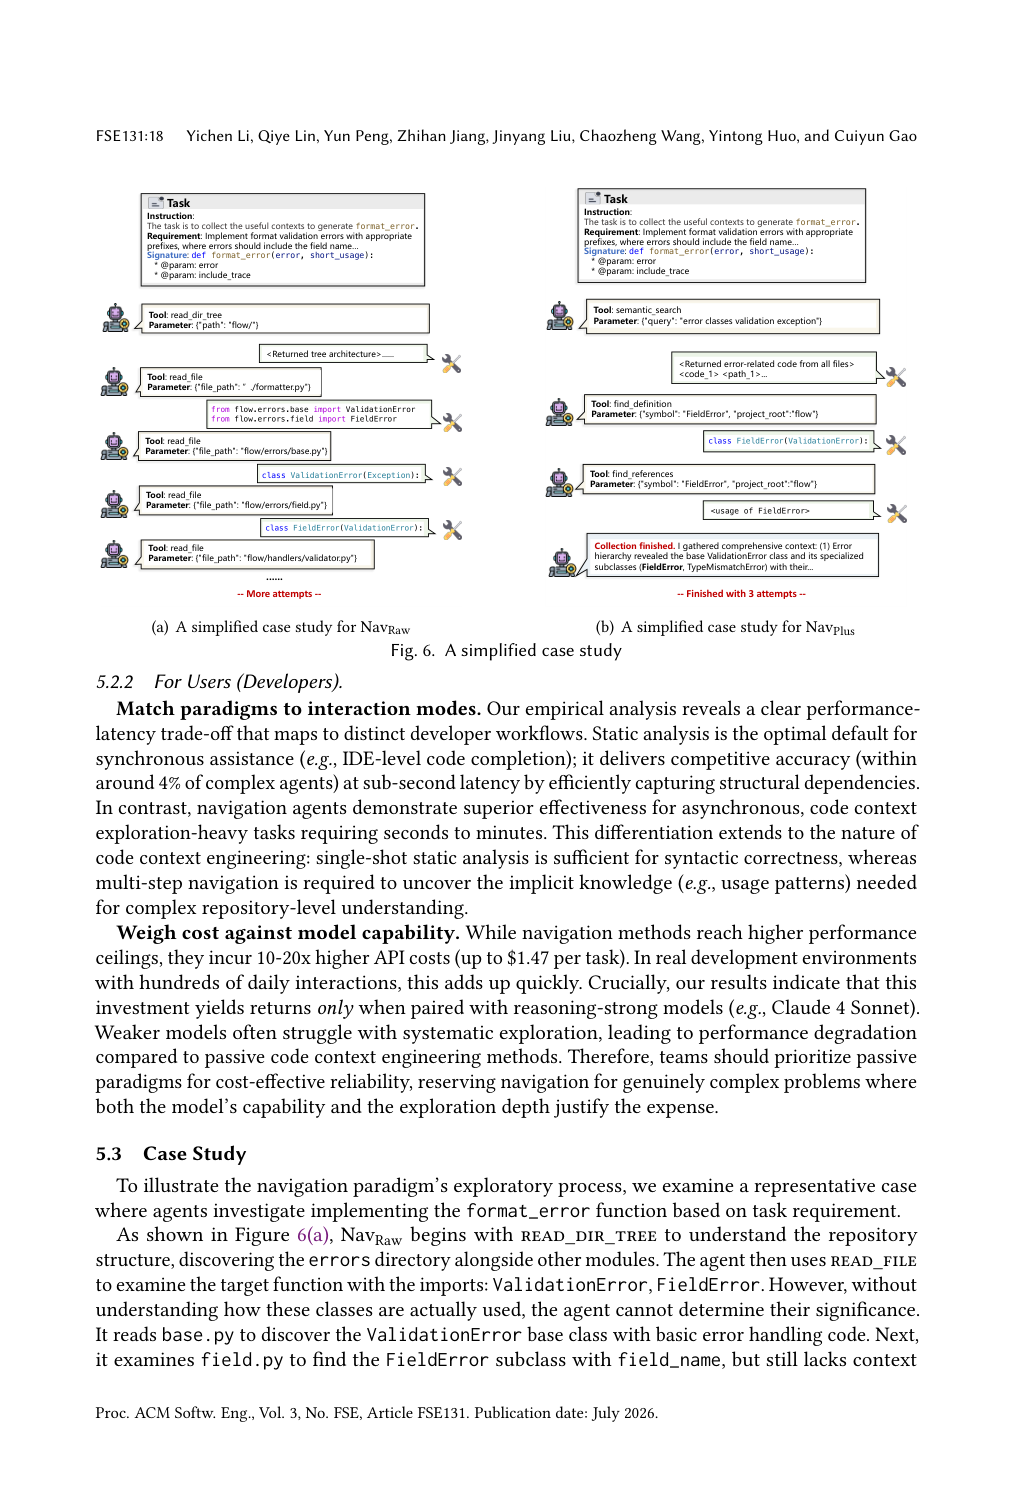 FSE131:18 Yichen Li, Qiye Lin, Yun Peng, Zhihan Jiang, Jinyang Liu, Chaozheng Wang, Yintong Huo, and Cuiyun Gao
Task
Instruction:
The task is to collect the useful contexts to generate format_error.
Requirement: Implement format validation errors with appropriate
prefixes, where errors should include the field name...
Signature: def format_error(error, short_usage):
* @param: error
* @param: include_trace
Tool: read_dir_tree
Parameter: {"path": "flow/"}
<Returned tree architecture>......
Tool: read_file
Parameter: {"file_path": " ./formatter.py"}
from flow.errors.base import ValidationError
from flow.errors.field import FieldError
Tool: read_file
Parameter: {"file_path": "flow/errors/base.py"}
class ValidationError(Exception):
Tool: read_file
Parameter: {"file_path": "flow/errors/field.py"}
class FieldError(ValidationError):
Tool: read_file
Parameter: {"file_path": "flow/handlers/validator.py"}
......
-- More attempts --
(a) A simplified case study for NavRaw
Task
Instruction:
The task is to collect the useful contexts to generate format_error.
Requirement: Implement format validation errors with appropriate
prefixes, where errors should include the field name...
Signature: def format_error(error, short_usage):
* @param: error
* @param: include_trace
Tool: semantic_search
Parameter: {"query": "error classes validation exception"}
<Returned error-related code from all files>
<code_1> <path_1>...
Tool: find_definition
Parameter: {"symbol": "FieldError", "project_root":"flow"}
class FieldError(ValidationError):
Tool: find_references
Parameter: {"symbol": "FieldError", "project_root":"flow"}
<usage of FieldError>
Collection finished. I gathered comprehensive context: (1) Error
hierarchy revealed the base ValidationError class and its specialized
subclasses (FieldError, TypeMismatchError) with their...
-- Finished with 3 attempts --
(b) A simplified case study for NavPlus
Fig. 6. A simplified case study
5.2.2 For Users (Developers).
Match paradigms to interaction modes. Our empirical analysis reveals a clear performance-
latency trade-off that maps to distinct developer workflows. Static analysis is the optimal default for
synchronous assistance (e.g., IDE-level code completion); it delivers competitive accuracy (within
around 4% of complex agents) at sub-second latency by efficiently capturing structural dependencies.
In contrast, navigation agents demonstrate superior effectiveness for asynchronous, code context
exploration-heavy tasks requiring seconds to minutes. This differentiation extends to the nature of
code context engineering: single-shot static analysis is sufficient for syntactic correctness, whereas
multi-step navigation is required to uncover the implicit knowledge (e.g., usage patterns) needed
for complex repository-level understanding.
Weigh cost against model capability. While navigation methods reach higher performance
ceilings, they incur 10-20x higher API costs (up to $1.47 per task). In real development environments
with hundreds of daily interactions, this adds up quickly. Crucially, our results indicate that this
investment yields returns only when paired with reasoning-strong models (e.g., Claude 4 Sonnet).
Weaker models often struggle with systematic exploration, leading to performance degradation
compared to passive code context engineering methods. Therefore, teams should prioritize passive
paradigms for cost-effective reliability, reserving navigation for genuinely complex problems where
both the model's capability and the exploration depth justify the expense.
5.3 Case Study
To illustrate the navigation paradigm's exploratory process, we examine a representative case
where agents investigate implementing the format_error function based on task requirement.
As shown in Figure 6(a), NavRaw begins with READ_DIR_TREE to understand the repository
structure, discovering the errors directory alongside other modules. The agent then uses READ_FILE
to examine the target function with the imports: ValidationError, FieldError. However, without
understanding how these classes are actually used, the agent cannot determine their significance.
It reads base.py to discover the ValidationError base class with basic error handling code. Next,
it examines field.py to find the FieldError subclass with field_name, but still lacks context
Proc. ACM Softw. Eng., Vol. 3, No. FSE, Article FSE131. Publication date: July 2026.